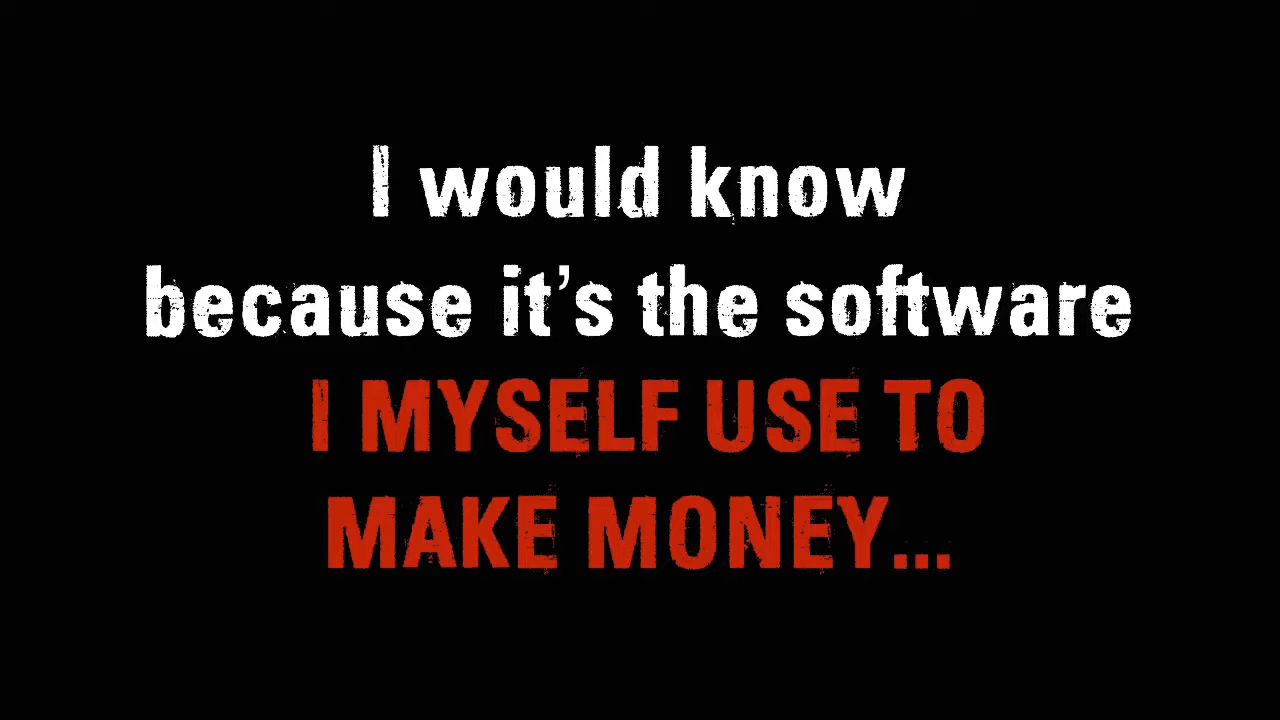 I would know
because it’s the software
I MYSELF USE TO
MAKE MONEY...